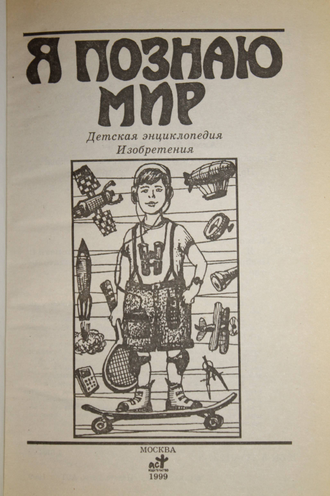 Я ПОЗНАЮ
МИР
Детская энциклопедия
Изобретения
МОСКВА
аст
1999